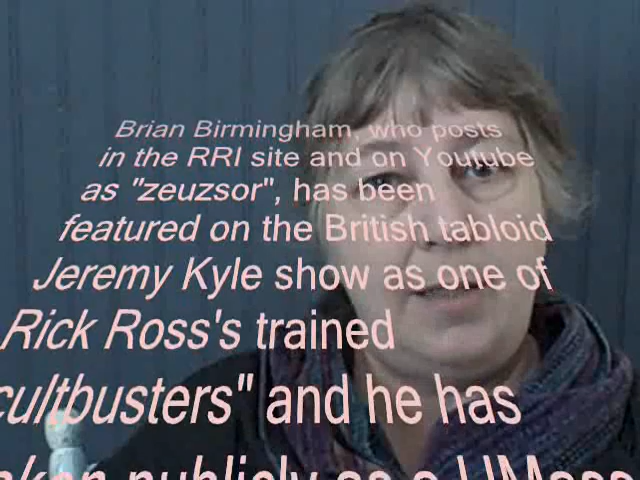 Brian Birmingham, who posts
in the RRI site and on Youtube
as "zeuzsor", has been
featured on the British tabloid
Jeremy Kyle show as one of
Rick Ross's trained
cultbusters" and he has
publicly as a UMass